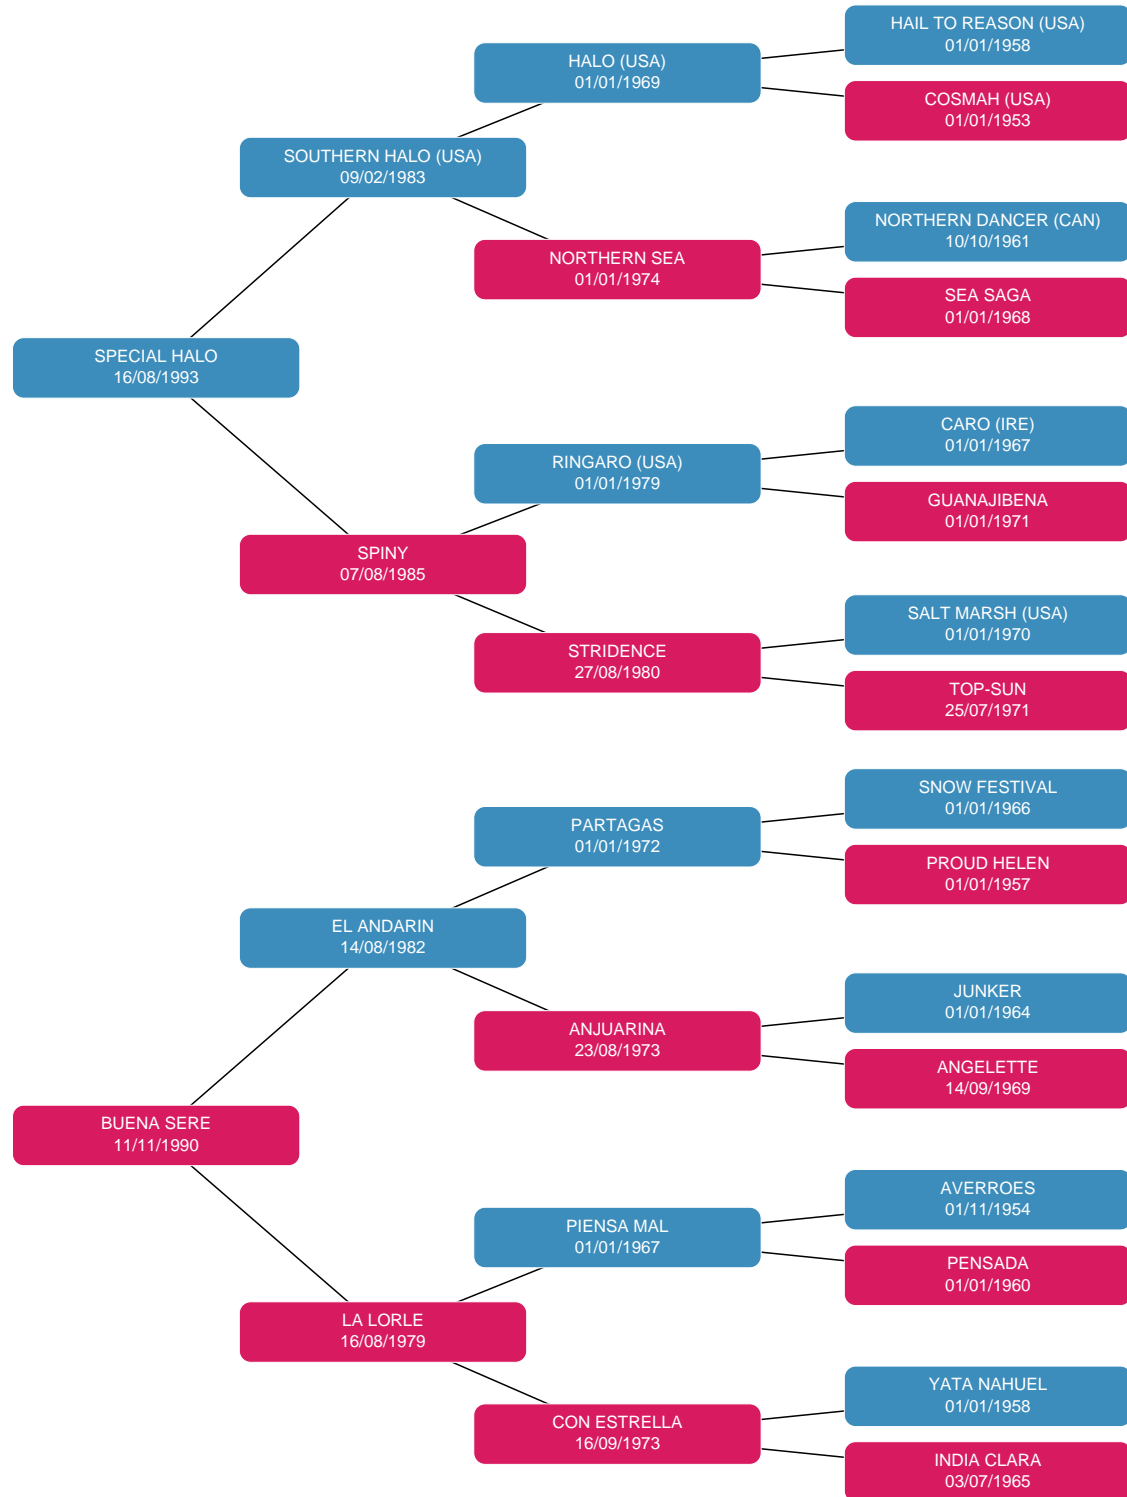 HAIL TO REASON (USA)
01/01/1958
HALO (USA)
01/01/1969
COSMAH (USA)
01/01/1953
SOUTHERN HALO (USA)
09/02/1983
NORTHERN DANCER (CAN)
10/10/1961
NORTHERN SEA
01/01/1974
SEA SAGA
01/01/1968
SPECIAL HALO
16/08/1993
CARO (IRE)
01/01/1967
RINGARO (USA)
01/01/1979
GUANAJIBENA
01/01/1971
SPINY
07/08/1985
SALT MARSH (USA)
01/01/1970
STRIDENCE
27/08/1980
TOP-SUN
25/07/1971
SNOW FESTIVAL
01/01/1966
PARTAGAS
01/01/1972
PROUD HELEN
01/01/1957
EL ANDARIN
14/08/1982
JUNKER
01/01/1964
ANJUARINA
23/08/1973
ANGELETTE
14/09/1969
BUENA SERE
11/11/1990
AVERROES
01/11/1954
PIENSA MAL
01/01/1967
PENSADA
01/01/1960
LA LORLE
16/08/1979
YATA NAHUEL
01/01/1958
CON ESTRELLA
16/09/1973
INDIA CLARA
03/07/1965